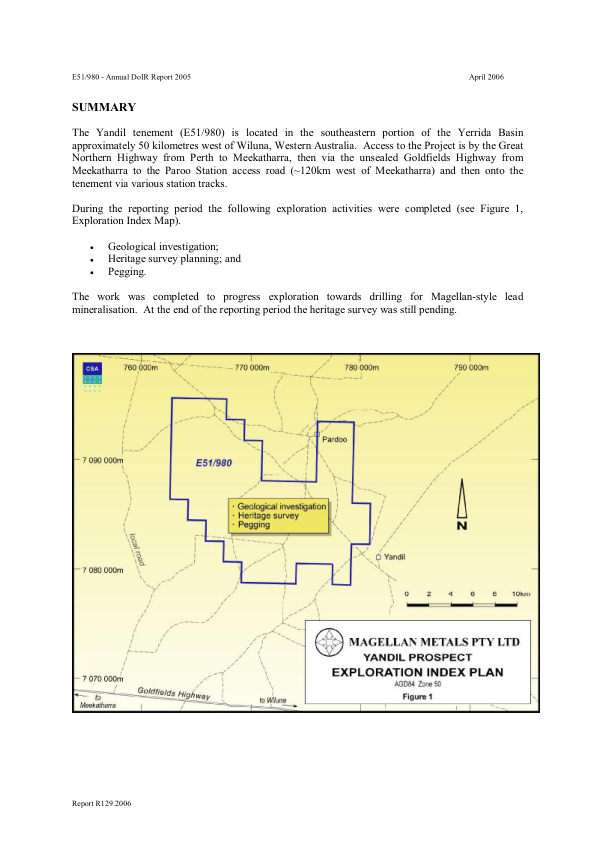 E51/980 - Annual DoIR Report 2005 April 2006
SUMMARY
The Yandil tenement (E51/980) is located in the southeastern portion of the Yerrida Basin
approximately 50 kilometres west of Wiluna, Western Australia. Access to the Project is by the Great
Northern Highway from Perth to Meekatharra, then via the unsealed Goldfields Highway from
Meekatharra to the Paroo Station access road (~120km west of Meekatharra) and then onto the
tenement via various station tracks.
During the reporting period the following exploration activities were completed (see Figure 1,
Exploration Index Map).
• Geological investigation;
• Heritage survey planning; and
• Pegging.
The work was completed to progress exploration towards drilling for Magellan-style lead
mineralisation. At the end of the reporting period the heritage survey was still pending.
CSA
760 000m 770 000m 780 000m 790 000m
Pardoo
7 090 000m
E51/980
· Geological investigation
· Heritage survey
· Pegging
N
local road
Yandil
7 080 000m
0 2 4 6 8 10km
MAGELLAN METALS PTY LTD
YANDIL PROSPECT
EXPLORATION INDEX PLAN
AGD84 Zone 50
Figure 1
7 070 000m
Goldfields Highway
to
Meekatharra
to Wiluna
Report R129.2006